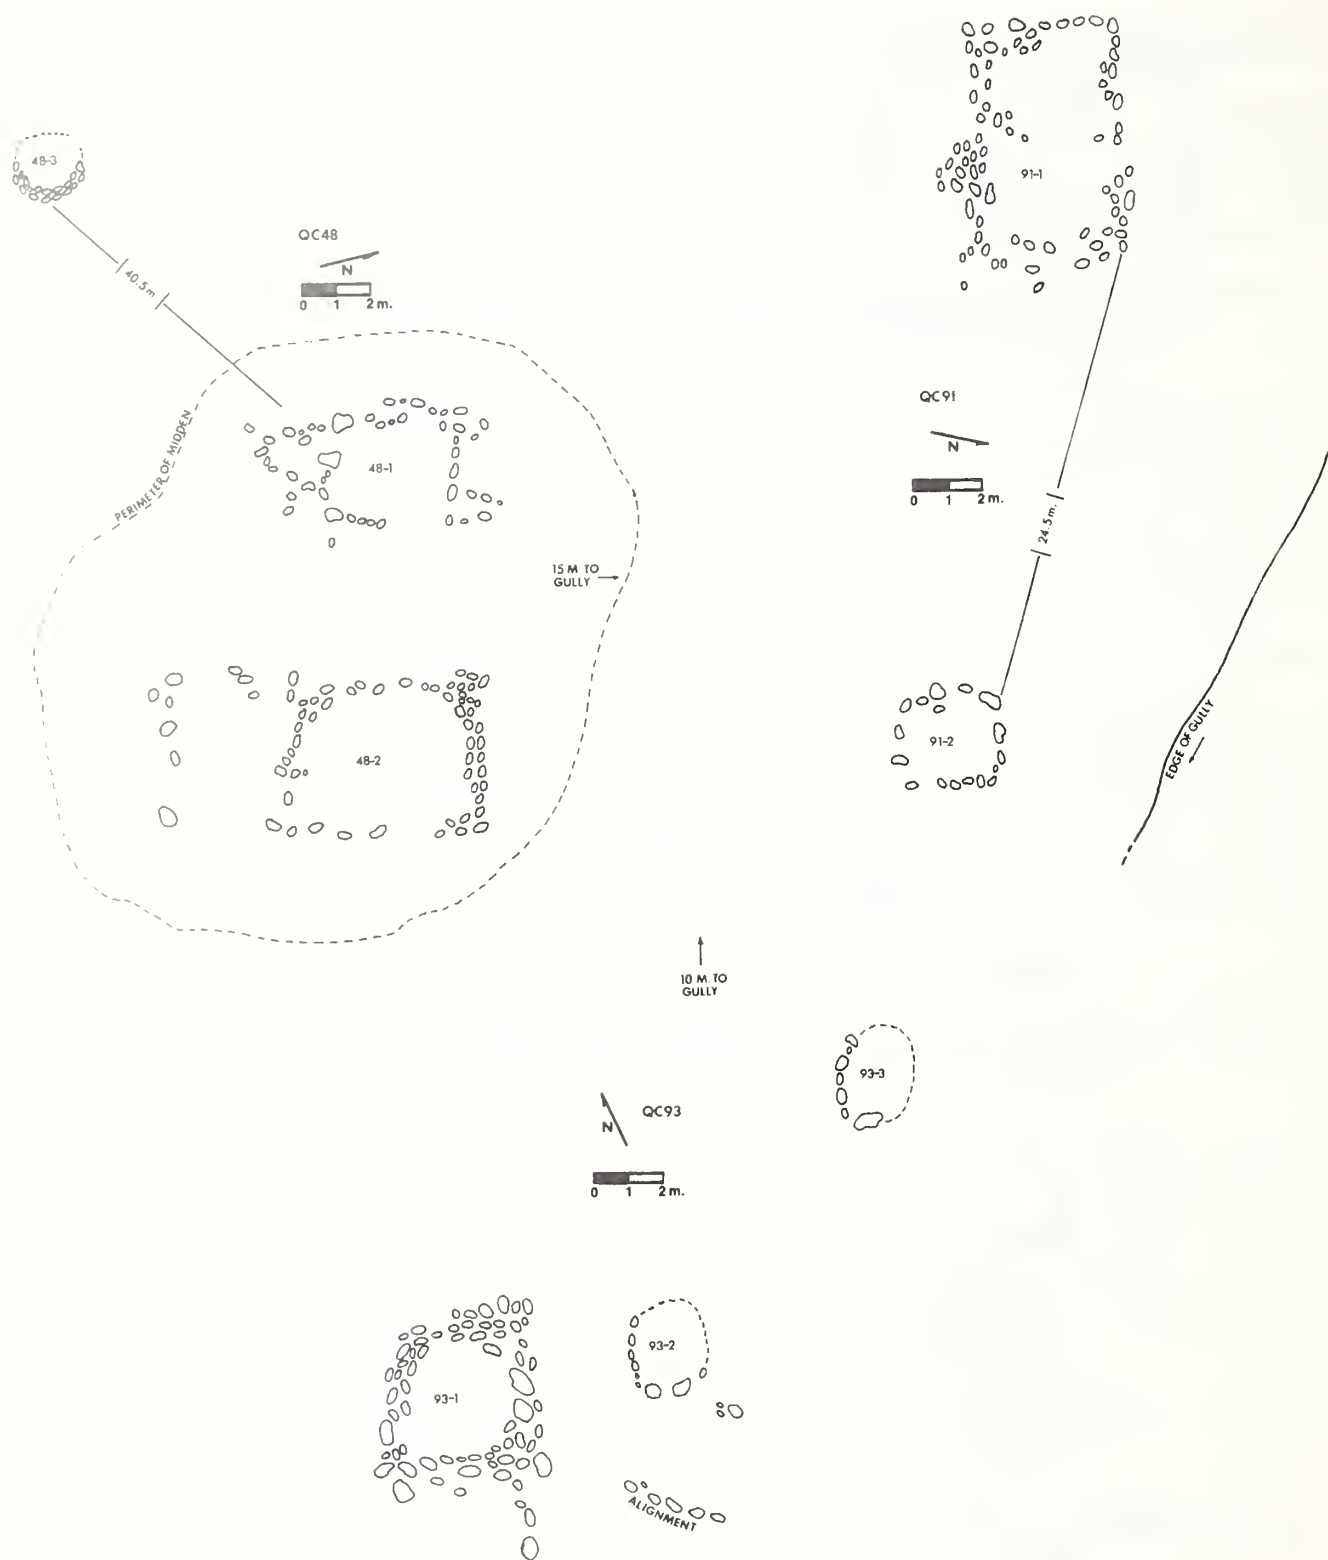 48-3
40.5m
QC48
N
0 1 2 m.
PERIMETER OF MIDDEN
48-1
15 M TO
GULLY
48-2
91-1
QC91
N
0 1 2 m.
24.5m.
91-2
EDGE OF GULLY
10 M. TO
GULLY
93-3
QC93
N
0 1 2 m.
93-1
93-2
ALIGNMENT